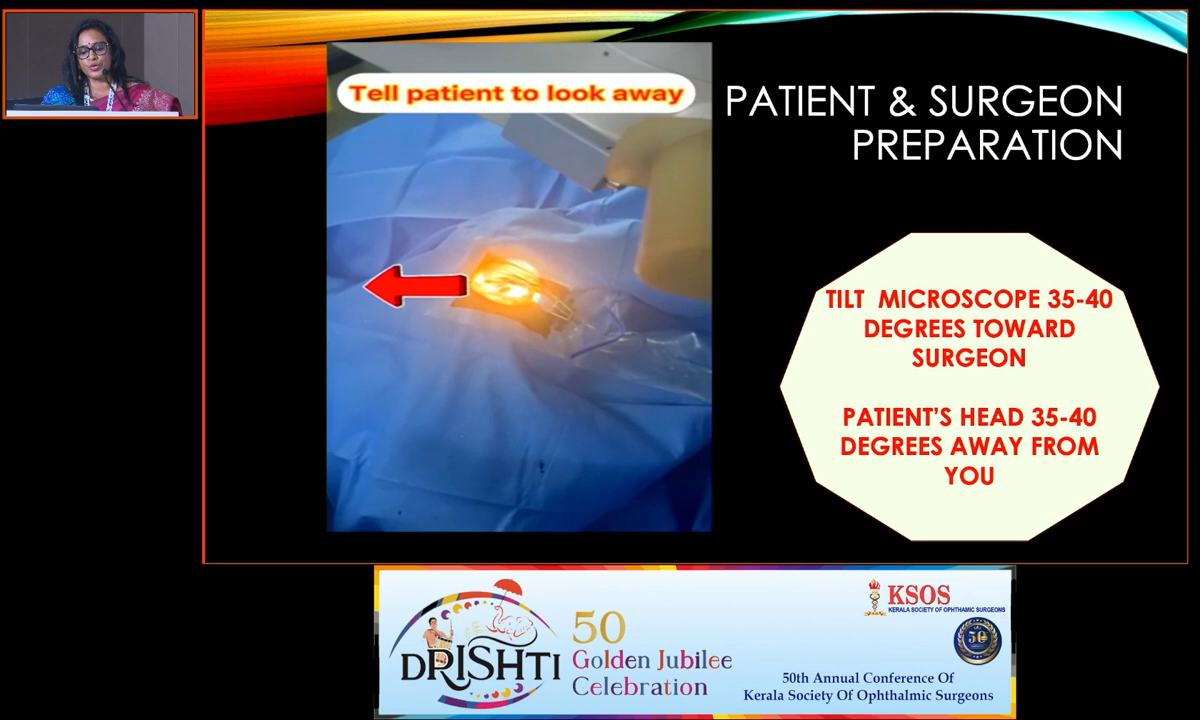 Tell patient to look away
PATIENT & SURGEON
PREPARATION
TILT MICROSCOPE 35-40
DEGREES TOWARD
SURGEON
PATIENT’S HEAD 35-40
DEGREES AWAY FROM
YOU
DRISHTI
50
Golden Jubilee
Celebration
KSOS
KERALA SOCIETY OF OPHTHAMIC SURGEONS
50
50th Annual Conference Of
Kerala Society Of Ophthalmic Surgeons